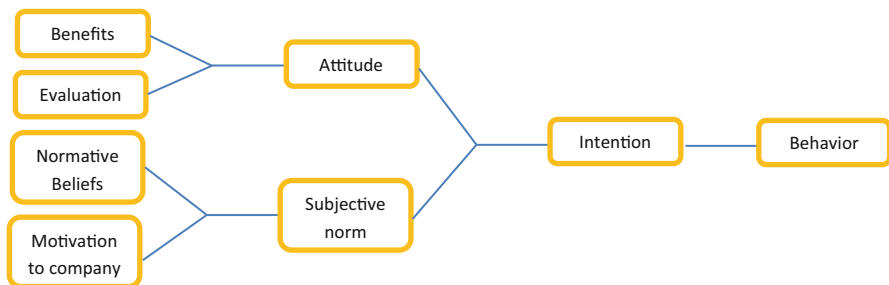 Benefits
Evaluation
Attitude
Normative
Beliefs
Motivation
to company
Subjective
norm
Intention
Behavior